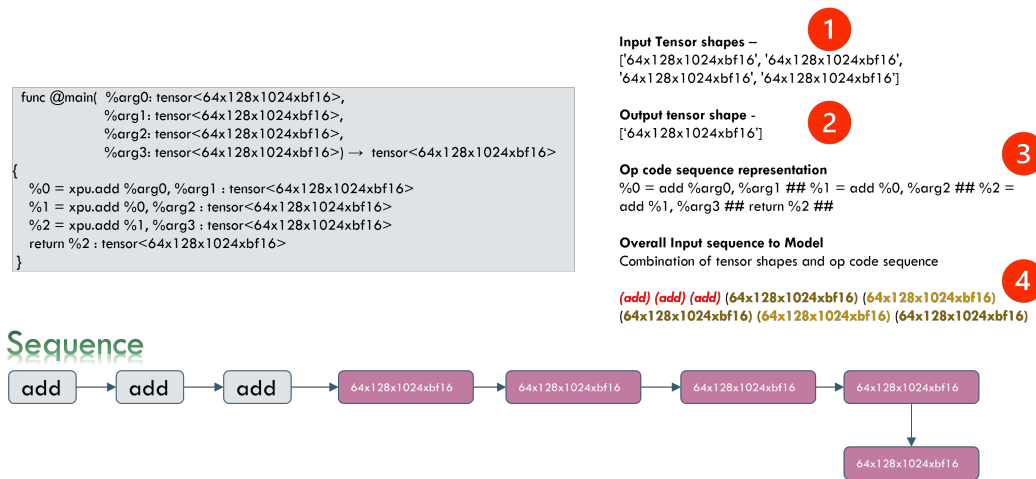 func @main( %arg0: tensor<64x128x1024xbf16>,
%arg1: tensor<64x128x1024xbf16>,
%arg2: tensor<64x128x1024xbf16>,
%arg3: tensor<64x128x1024xbf16>) → tensor<64x128x1024xbf16>
{
%0 = xpu.add %arg0, %arg1 : tensor<64x128x1024xbf16>
%1 = xpu.add %0, %arg2 : tensor<64x128x1024xbf16>
%2 = xpu.add %1, %arg3 : tensor<64x128x1024xbf16>
return %2 : tensor<64x128x1024xbf16>
}
1
Input Tensor shapes –
['64x128x1024xbf16', '64x128x1024xbf16',
'64x128x1024xbf16', '64x128x1024xbf16’]
2
Output tensor shape -
[‘64x128x1024xbf16’]
3
Op code sequence representation
%0 = add %arg0, %arg1 ## %1 = add %0, %arg2 ## %2 =
add %1, %arg3 ## return %2 ##
Overall Input sequence to Model
Combination of tensor shapes and op code sequence
4
(add) (add) (add) (64x128x1024xbf16) (64x128x1024xbf16)
(64x128x1024xbf16) (64x128x1024xbf16) (64x128x1024xbf16)
Sequence
add
add
add
64x128x1024xbf16
64x128x1024xbf16
64x128x1024xbf16
64x128x1024xbf16
64x128x1024xbf16